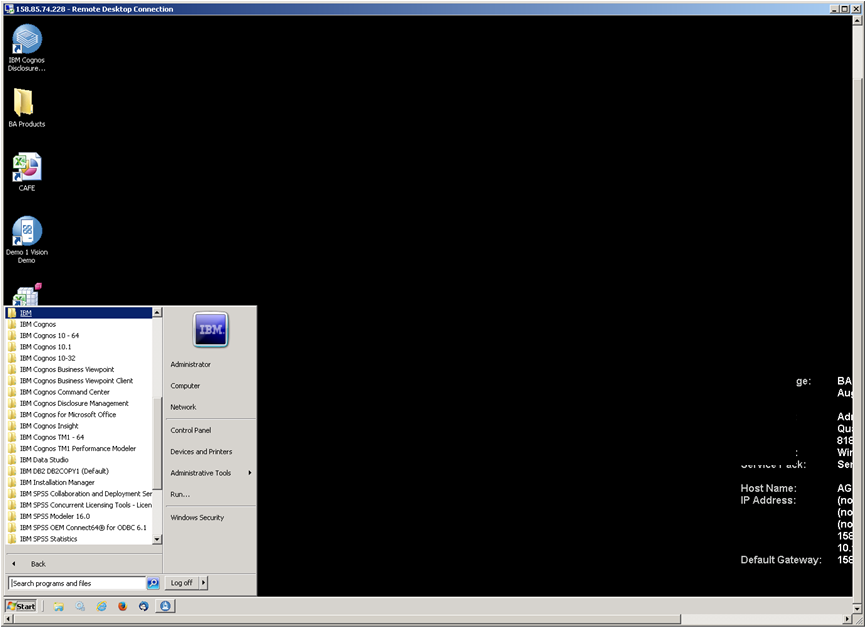 158.85.74.228 - Remote Desktop Connection
IBM Cognos
Disclosure...
BA Products
CAFE
Demo 1 Vision
Demo
IBM
IBM Cognos
IBM Cognos 10 - 64
IBM Cognos 10.1
IBM Cognos 10-32
IBM Cognos Business Viewpoint
IBM Cognos Business Viewpoint Client
IBM Cognos Command Center
IBM Cognos Disclosure Management
IBM Cognos for Microsoft Office
IBM Cognos Insight
IBM Cognos TM1 - 64
IBM Cognos TM1 Performance Modeler
IBM Data Studio
IBM DB2 DB2COPY1 (Default)
IBM Installation Manager
IBM SPSS Collaboration and Deployment Ser
IBM SPSS Concurrent Licensing Tools - Licen
IBM SPSS Modeler 16.0
IBM SPSS OEM Connect64® for ODBC 6.1
IBM SPSS Statistics
Back
Search programs and files
IBM.
Administrator
Computer
Network
Control Panel
Devices and Printers
Administrative Tools
Run...
Windows Security
Log off
ge: BA
Aug
Adr
Qua
818
: Win
Service Pack: Ser
Host Name: AG
IP Address: (no
(no
(no
158
10.
Default Gateway: 158
Start